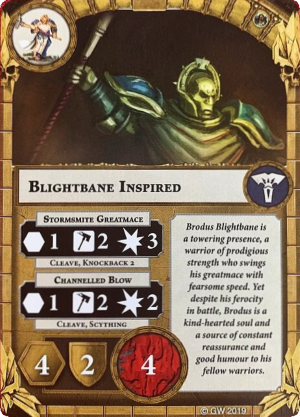 BLIGHTBANE INSPIRED
STORMSMITE GREATMACE
1 2 3
CLEAVE, KNOCKBACK 2
CHANNELLED BLOW
1 2 2
CLEAVE, SCYTHING
4 2 4
Brodus Blightbane is
a towering presence, a
warrior of prodigious
strength who swings
his greatmace with
fearsome speed. Yet
despite his ferocity
in battle, Brodus is a
kind-hearted soul and
a source of constant
reassurance and
good humour to his
fellow warriors.
© GW 2019